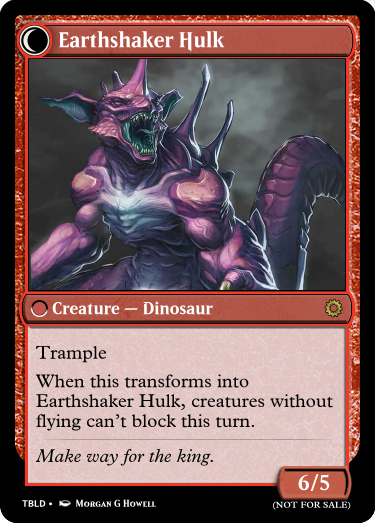 Earthshaker Hulk
Creature — Dinosaur
Trample
When this transforms into
Earthshaker Hulk, creatures without
flying can't block this turn.
Make way for the king.
6/5
TBLD • Morgan G Howell
(NOT FOR SALE)